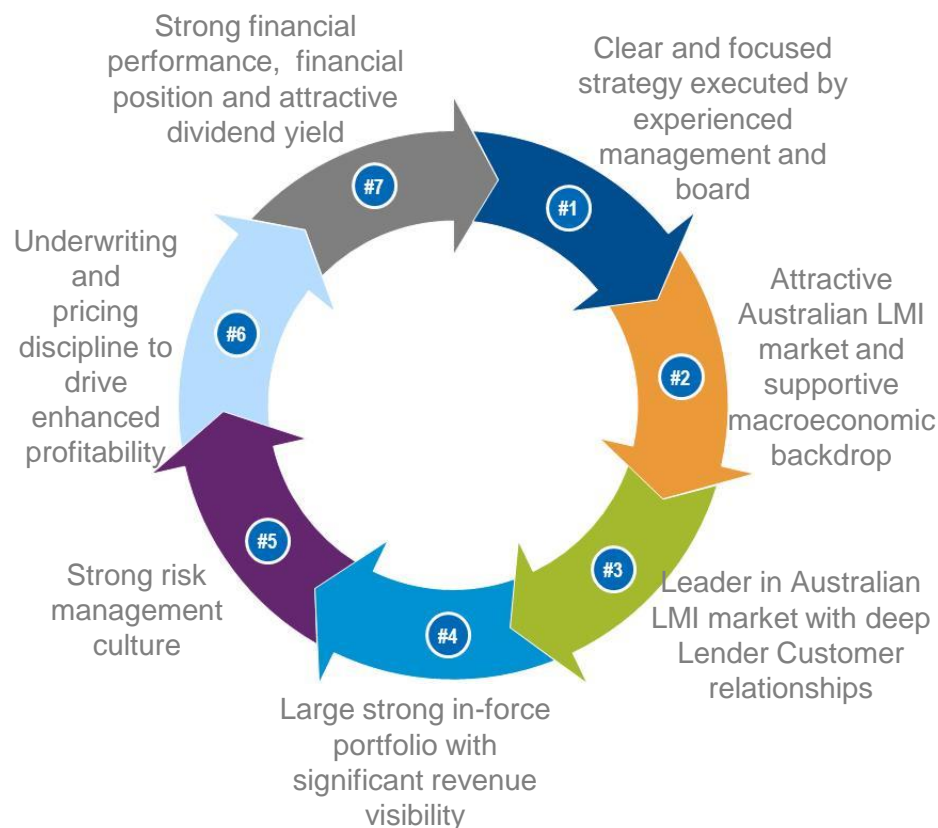 Strong financial
performance, financial
position and attractive
dividend yield
#7
Clear and focused
strategy executed by
experienced
management and
board
#1
Attractive
Australian LMI
market and
supportive
macroeconomic
backdrop
#2
Leader in Australian
LMI market with deep
Lender Customer
relationships
#3
Large strong in-force
portfolio with
significant revenue
visibility
#4
Strong risk
management
culture
#5
Underwriting
and
pricing
discipline to
drive
enhanced
profitability
#6